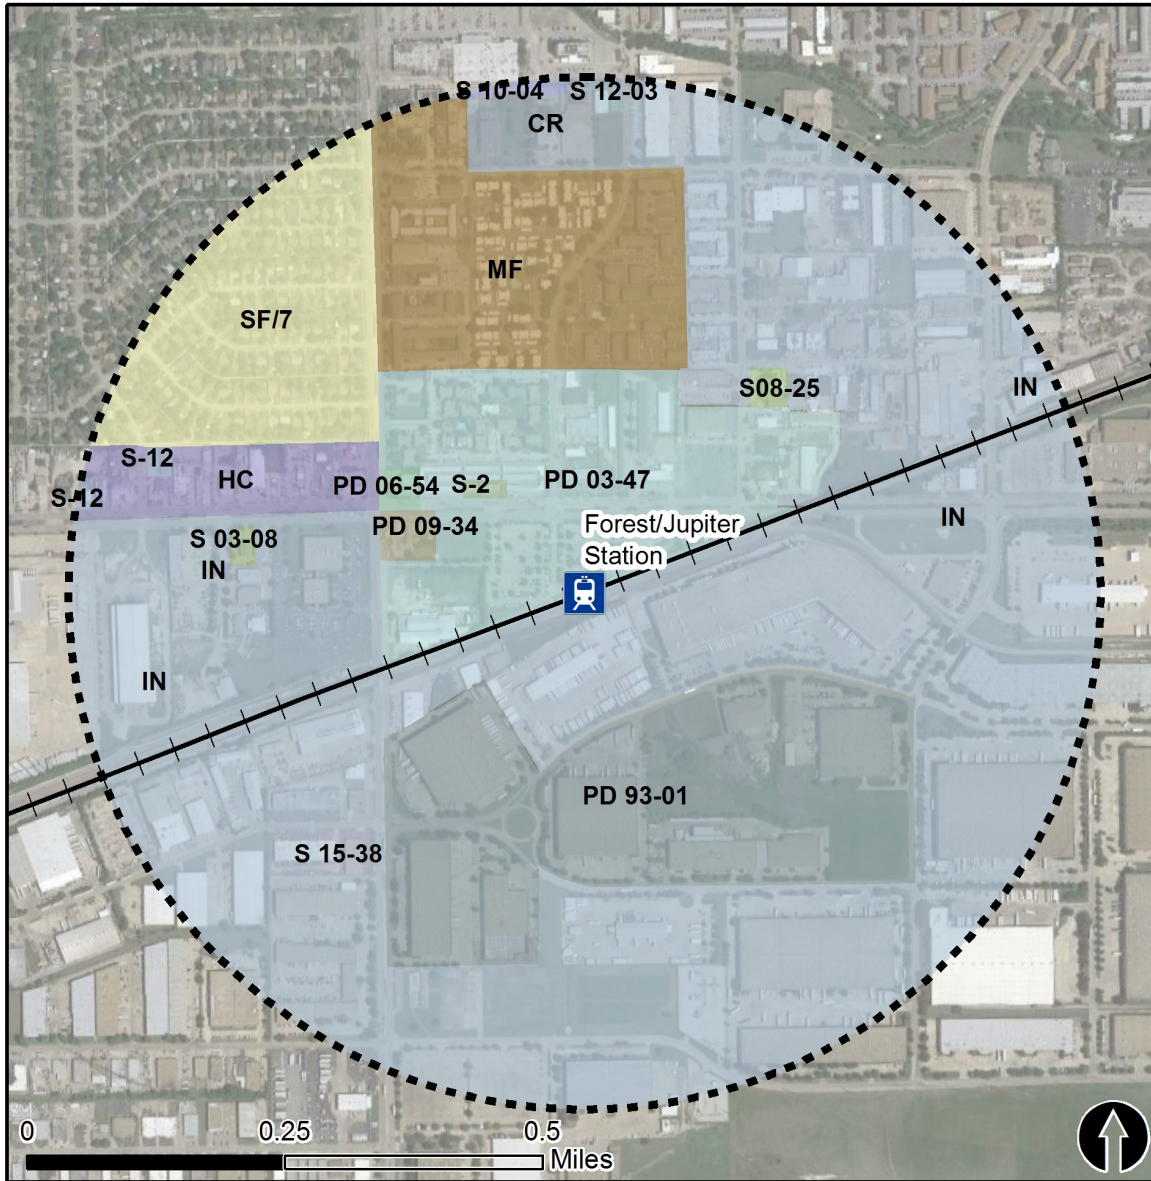 S 10-04
S 12-03
CR
MF
SF/7
S08-25
IN
S-12
HC
S-12
PD 06-54
S-2
PD 03-47
IN
PD 09-34
S 03-08
IN
Forest/Jupiter
Station
IN
PD 93-01
S 15-38
0
0.25
0.5
Miles